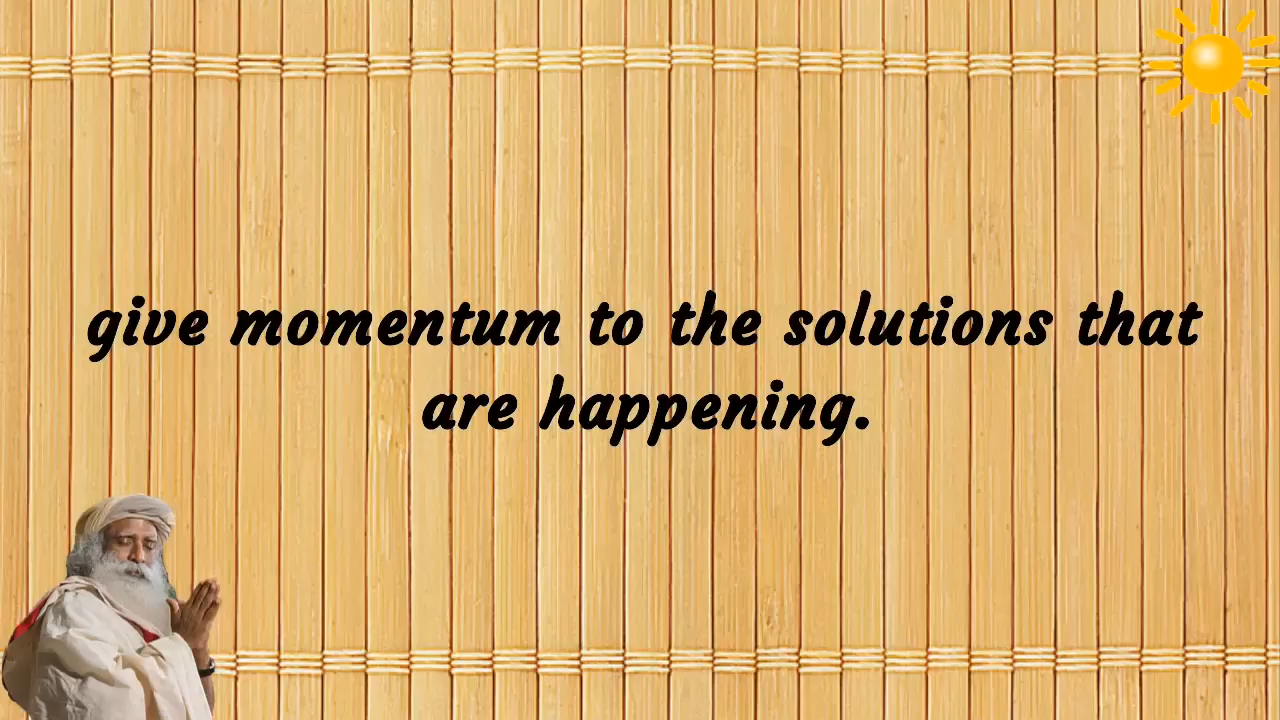 give momentum to the solutions that
are happening.